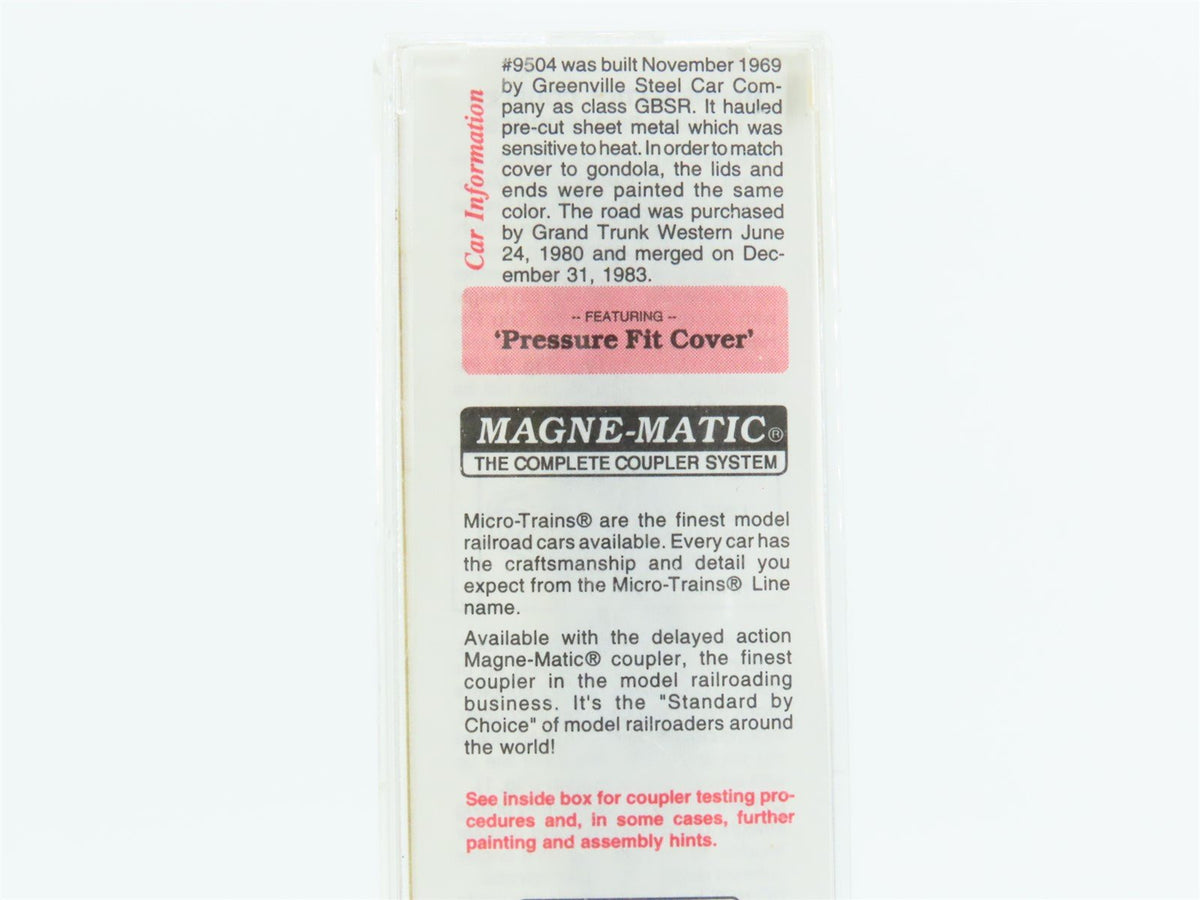 Car Information
#9504 was built November 1969
by Greenville Steel Car Com-
pany as class GBSR. It hauled
pre-cut sheet metal which was
sensitive to heat. In order to match
cover to gondola, the lids and
ends were painted the same
color. The road was purchased
by Grand Trunk Western June
24, 1980 and merged on Dec-
ember 31, 1983.
-- FEATURING --
‘Pressure Fit Cover’
MAGNE-MATIC®
THE COMPLETE COUPLER SYSTEM
Micro-Trains® are the finest model
railroad cars available. Every car has
the craftsmanship and detail you
expect from the Micro-Trains® Line
name.
Available with the delayed action
Magne-Matic® coupler, the finest
coupler in the model railroading
business. It's the "Standard by
Choice" of model railroaders around
the world!
See inside box for coupler testing pro-
cedures and, in some cases, further
painting and assembly hints.